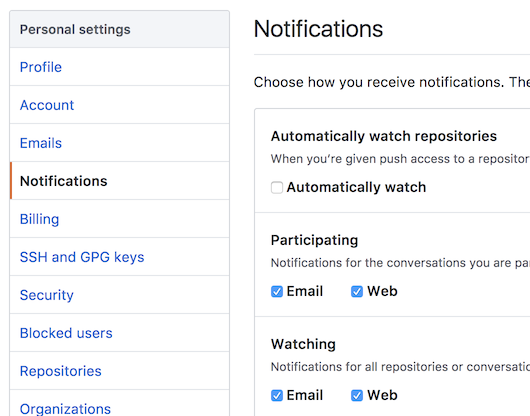 Personal settings
Profile
Account
Emails
Notifications
Billing
SSH and GPG keys
Security
Blocked users
Repositories
Organizations
Notifications
Choose how you receive notifications. The
Automatically watch repositories
When you're given push access to a repositor
Automatically watch
Participating
Notifications for the conversations you are pa
Email Web
Watching
Notifications for all repositories or conversatio
Email Web